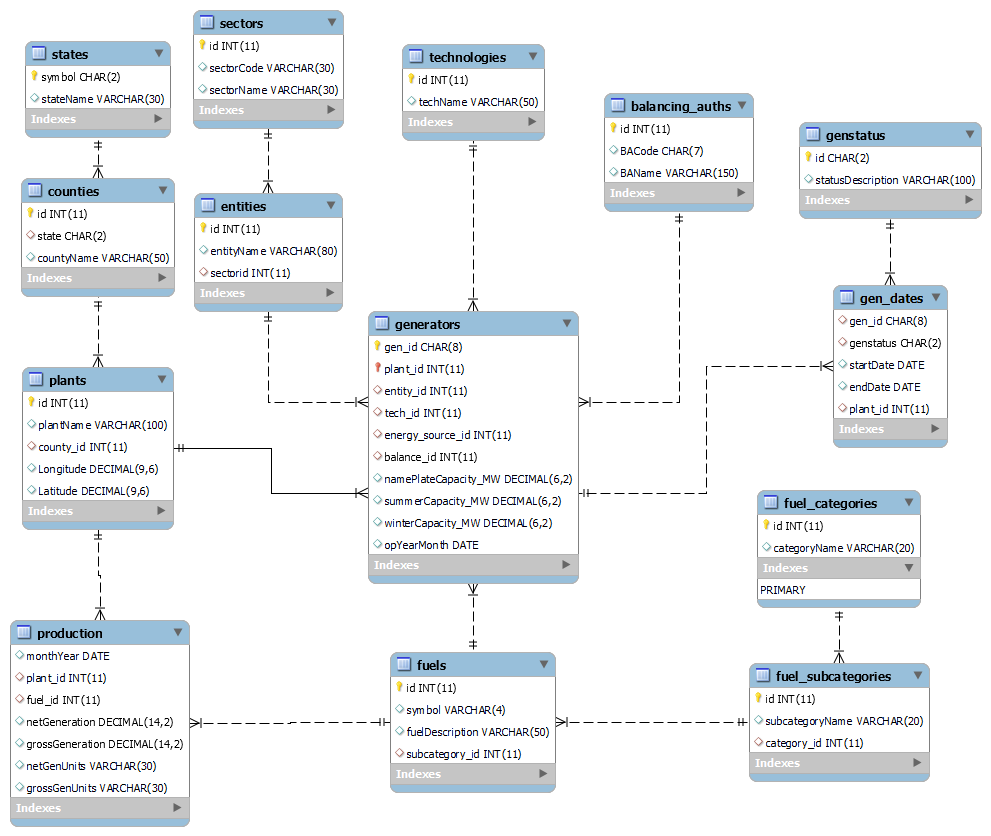 states
symbol CHAR(2)
stateName VARCHAR(30)
Indexes
sectors
id INT(11)
sectorCode VARCHAR(30)
sectorName VARCHAR(30)
Indexes
technologies
id INT(11)
techName VARCHAR(50)
Indexes
balancing_auths
id INT(11)
BACode CHAR(7)
BAName VARCHAR(150)
Indexes
genstatus
id CHAR(2)
statusDescription VARCHAR(100)
Indexes
counties
id INT(11)
state CHAR(2)
countyName VARCHAR(50)
Indexes
entities
id INT(11)
entityName VARCHAR(80)
sectorid INT(11)
Indexes
generators
gen_id CHAR(8)
plant_id INT(11)
entity_id INT(11)
tech_id INT(11)
energy_source_id INT(11)
balance_id INT(11)
namePlateCapacity_MW DECIMAL(6,2)
summerCapacity_MW DECIMAL(6,2)
winterCapacity_MW DECIMAL(6,2)
opYearMonth DATE
Indexes
gen_dates
gen_id CHAR(8)
genstatus CHAR(2)
startDate DATE
endDate DATE
plant_id INT(11)
Indexes
plants
id INT(11)
plantName VARCHAR(100)
county_id INT(11)
Longitude DECIMAL(9,6)
Latitude DECIMAL(9,6)
Indexes
fuel_categories
id INT(11)
categoryName VARCHAR(20)
Indexes
PRIMARY
production
monthYear DATE
plant_id INT(11)
fuel_id INT(11)
netGeneration DECIMAL(14,2)
grossGeneration DECIMAL(14,2)
netGenUnits VARCHAR(30)
grossGenUnits VARCHAR(30)
Indexes
fuels
id INT(11)
symbol VARCHAR(4)
fuelDescription VARCHAR(50)
subcategory_id INT(11)
Indexes
fuel_subcategories
id INT(11)
subcategoryName VARCHAR(20)
category_id INT(11)
Indexes